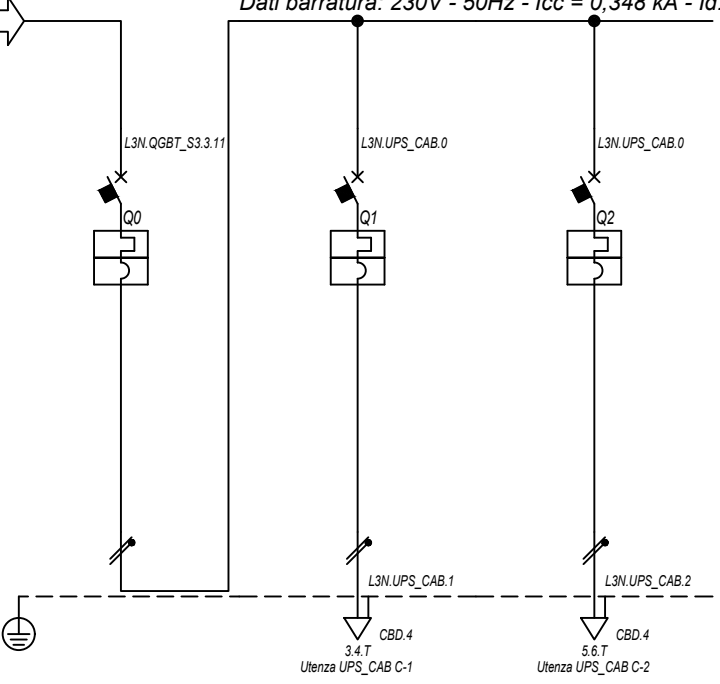 Dati barratura: 230V - 50Hz - Icc = 0,348 kA -
L3N.QGBT_S3.3.11
L3N.UPS_CAB.0
L3N.UPS_CAB.0
Q0
Q1
Q2
L3N.UPS_CAB.1
L3N.UPS_CAB.2
CBD.4
CBD.4
3.4.T
5.6.T
Utenza UPS_CAB C-1
Utenza UPS_CAB C-2